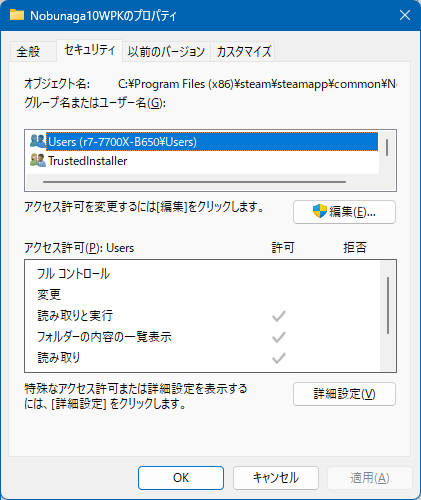 Nobunaga10WPKのプロパティ
全般 セキュリティ 以前のバージョン カスタマイズ
オブジェクト名: C:¥Program Files (x86)¥steam¥steamapp¥common¥N
グループ名またはユーザー名(G):
Users (r7-7700X-B650¥Users)
TrustedInstaller
アクセス許可を変更するには[編集]をクリックします。 編集(E)...
アクセス許可(P): Users 許可 拒否
フル コントロール
変更
読み取りと実行
フォルダーの内容の一覧表示
読み取り
特殊なアクセス許可または詳細設定を表示する
には、[詳細設定] をクリックします。 詳細設定(V)
OK キャンセル 適用(A)